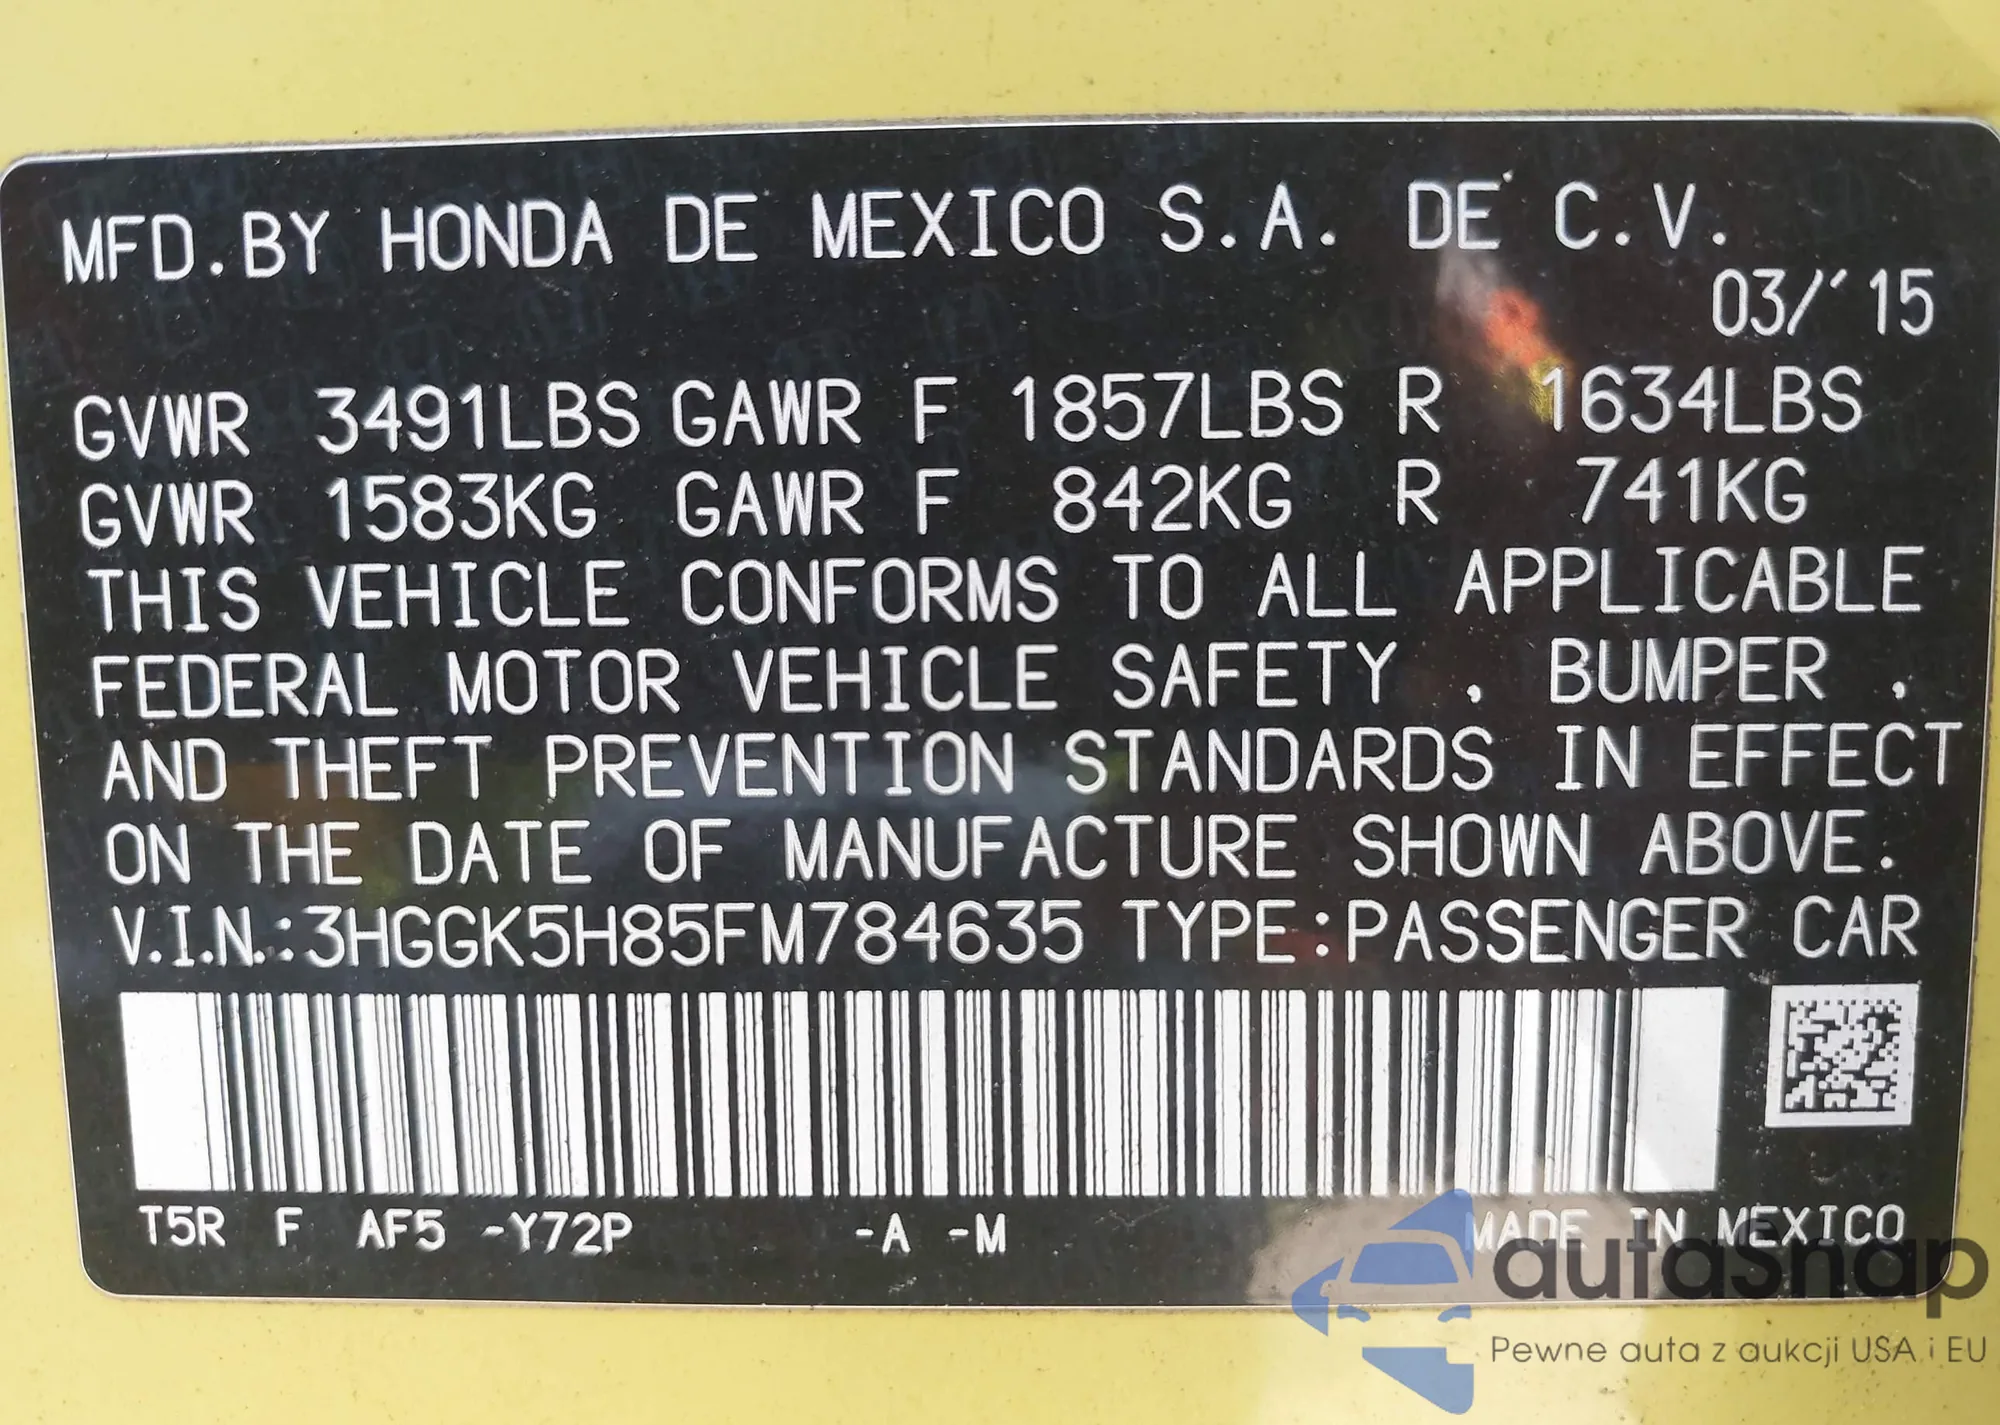 MFD.BY HONDA DE MEXICO S.A. DE C.V.
03/'15
GVWR 3491LBS GAWR F 1857LBS R 1634LBS
GVWR 1583KG GAWR F 842KG R 741KG
THIS VEHICLE CONFORMS TO ALL APPLICABLE
FEDERAL MOTOR VEHICLE SAFETY , BUMPER ,
AND THEFT PREVENTION STANDARDS IN EFFECT
ON THE DATE OF MANUFACTURE SHOWN ABOVE.
V.I.N.:3HGGK5H85FM784635 TYPE:PASSENGER CAR
T5R F AF5 -Y72P -A -M MADE IN MEXICO
autasnap
Pewne auta z aukcji USA i EU